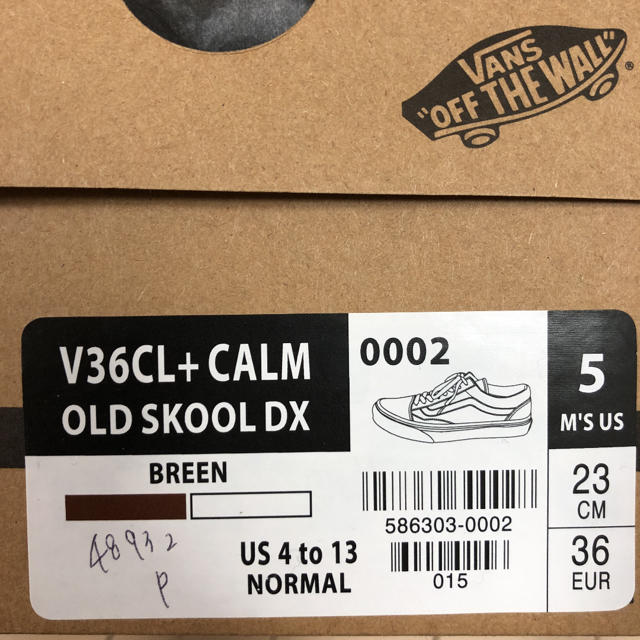 VANS
"OFF THE WALL"
®
V36CL+ CALM
OLD SKOOL DX
0002
5
M'S US
BREEN
23
CM
586303-0002
48932
P
US 4 to 13
NORMAL
015
36
EUR